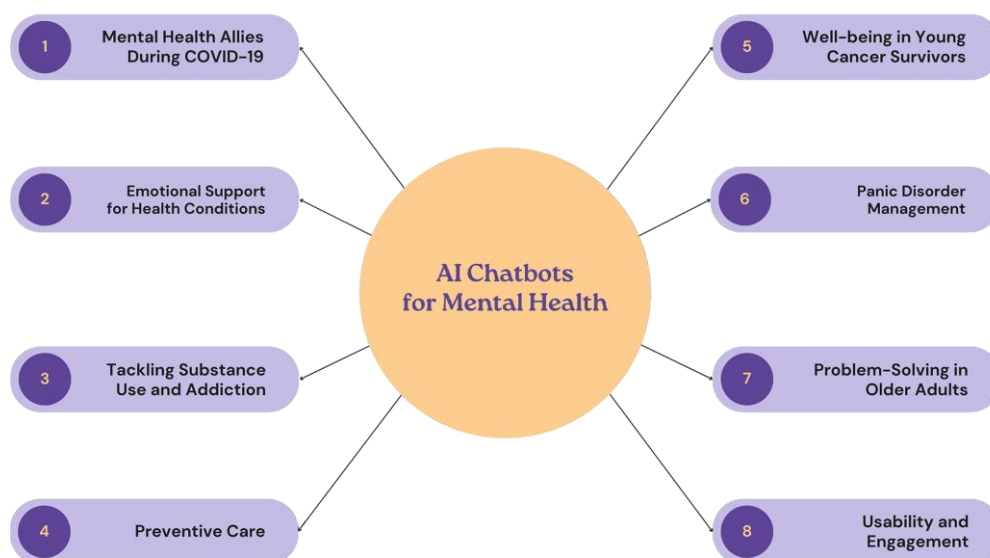 1
Mental Health Allies
During COVID-19
2
Emotional Support
for Health Conditions
3
Tackling Substance
Use and Addiction
4
Preventive Care
AI Chatbots
for Mental Health
5
Well-being in Young
Cancer Survivors
6
Panic Disorder
Management
7
Problem-Solving in
Older Adults
8
Usability and
Engagement